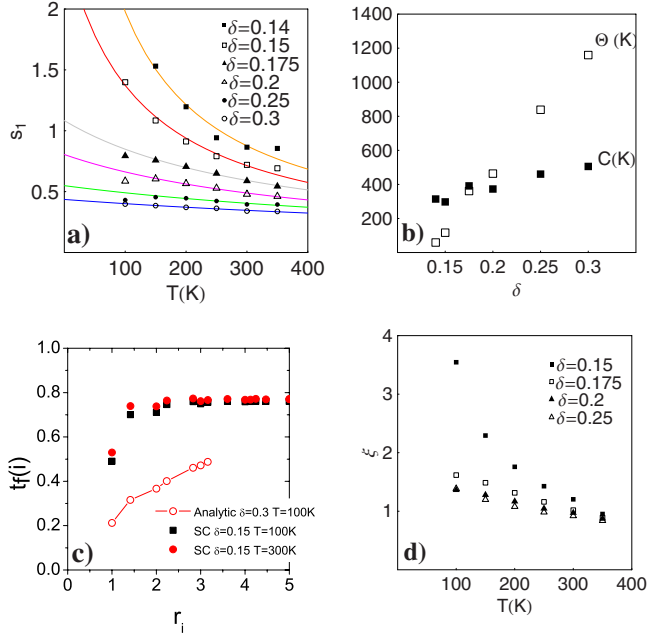 2
1.5
1
0.5
s1
100 200 300 400
T(K)
δ=0.14
δ=0.15
δ=0.175
δ=0.2
δ=0.25
δ=0.3
a)
1400
1200
1000
800
600
400
200
0.15 0.2 0.25 0.3
δ
Θ(K)
C(K)
b)
1.0
0.8
0.6
0.4
0.2
0.0
tf(i)
0 1 2 3 4 5
ri
Analytic δ=0.3 T=100K
SC δ=0.15 T=100K
SC δ=0.15 T=300K
c)
4
3
2
1
ξ
100 200 300 400
T(K)
δ=0.15
δ=0.175
δ=0.2
δ=0.25
d)